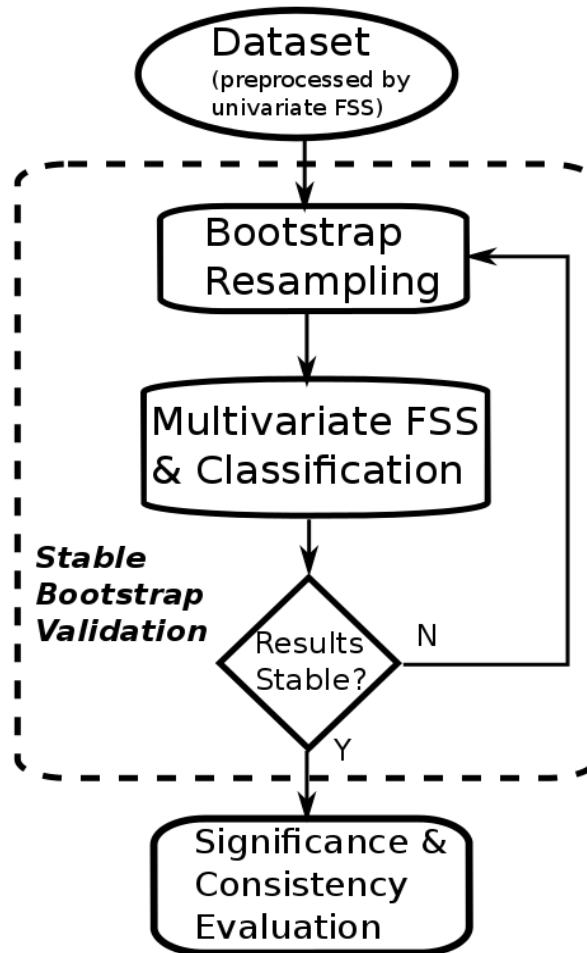 Dataset
(preprocessed by
univariate FSS)
Bootstrap
Resampling
Multivariate FSS
& Classification
Stable
Bootstrap
Validation
Results
Stable?
N
Y
Significance &
Consistency
Evaluation